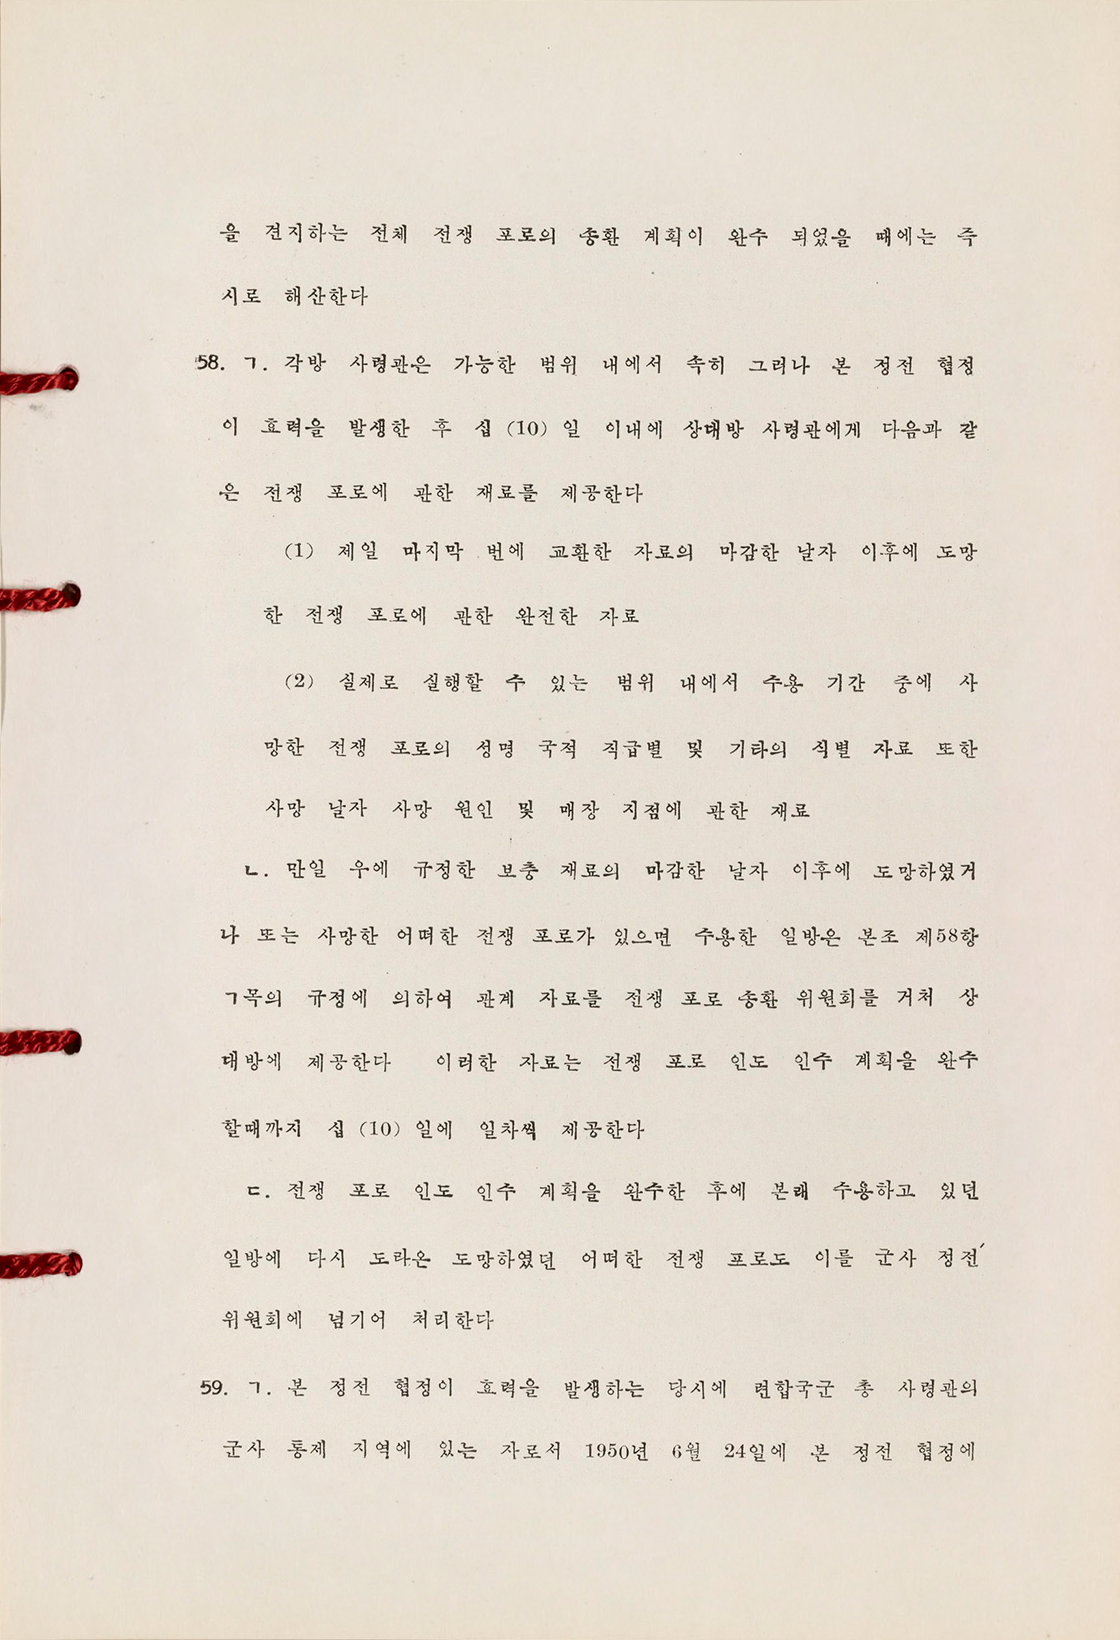 을 견지하는 전체 전쟁 포로의 송환 계획이 완수 되었을 때에는 즉
시로 해산한다
58. ㄱ. 각방 사령관은 가능한 범위 내에서 속히 그러나 본 정전 협정
이 효력을 발생한 후 십 (10) 일 이내에 상대방 사령관에게 다음과 같
은 전쟁 포로에 관한 재료를 제공한다
(1) 제일 마지막 번에 교환한 자료의 마감한 날자 이후에 도망
한 전쟁 포로에 관한 완전한 자료
(2) 실제로 실행할 수 있는 범위 내에서 수용 기간 중에 사
망한 전쟁 포로의 성명 국적 직급별 및 기타의 식별 자료 또한
사망 날자 사망 원인 및 매장 지점에 관한 재료
ㄴ. 만일 우에 규정한 보충 재료의 마감한 날자 이후에 도망하였거
나 또는 사망한 어떠한 전쟁 포로가 있으면 수용한 일방은 본조 제58항
ㄱ목의 규정에 의하여 관계 자료를 전쟁 포로 송환 위원회를 거처 상
대방에 제공한다 이러한 자료는 전쟁 포로 인도 인수 계획을 완수
할때까지 십 (10) 일에 일차씩 제공한다
ㄷ. 전쟁 포로 인도 인수 계획을 완수한 후에 본래 수용하고 있던
일방에 다시 도라온 도망하였던 어떠한 전쟁 프로도 이를 군사 정전
위원회에 넘기어 처리한다
59. ㄱ. 본 정전 협정이 효력을 발생하는 당시에 련합국군 총 사령관의
군사 통제 지역에 있는 자로서 1950년 6월 24일에 본 정전 협정에